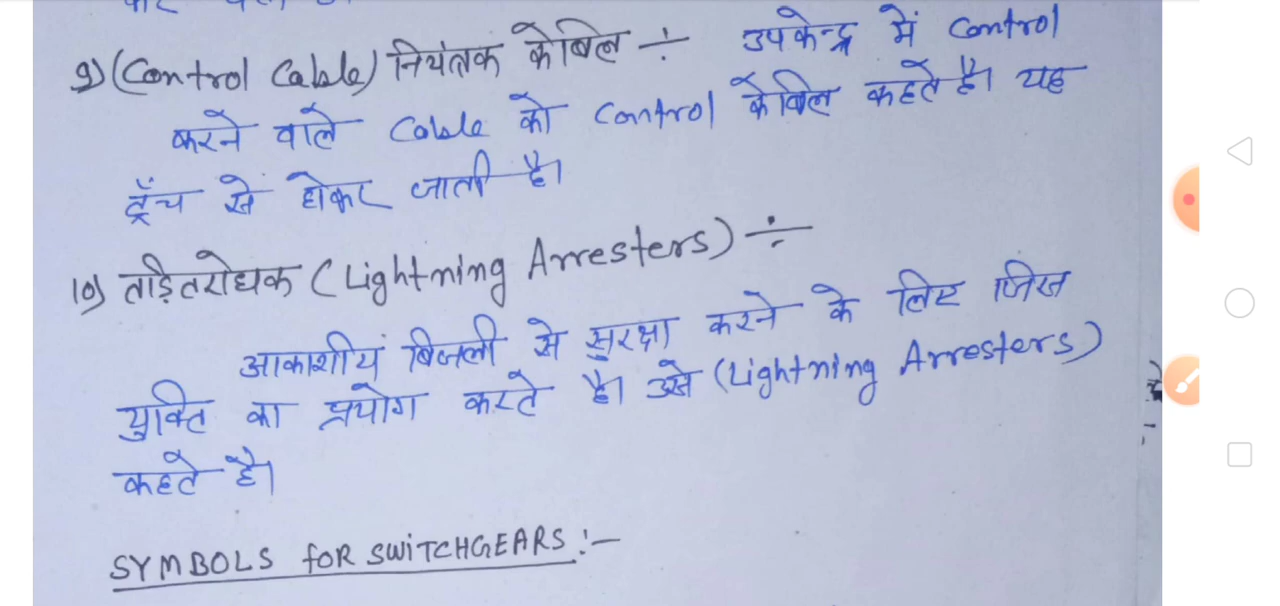 9) (Control Cable) नियंत्रक केबिल ÷ उपकेन्द्र में Control
करने वाले Cable को Control केबिल कहते है। यह
ट्रेंच से होकर जाती है।
10) तड़ितरोधक (Lightning Arresters) ÷
आकाशीयं बिजली से सुरक्षा करने के लिए जिस
युक्ति का प्रयोग करते है। उसे (Lightning Arresters)
कहते है।
SYMBOLS foR SWiTCHGEARS :-